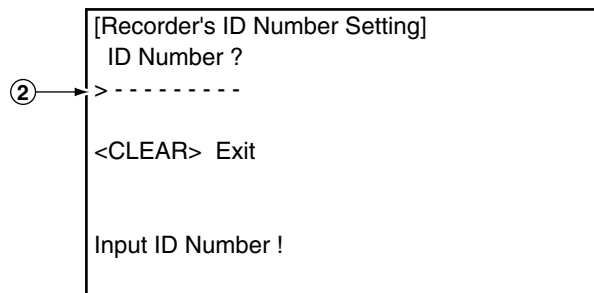 [Recorder's ID Number Setting]
ID Number ?
2
> - - - - - - - - -
<CLEAR> Exit
Input ID Number !